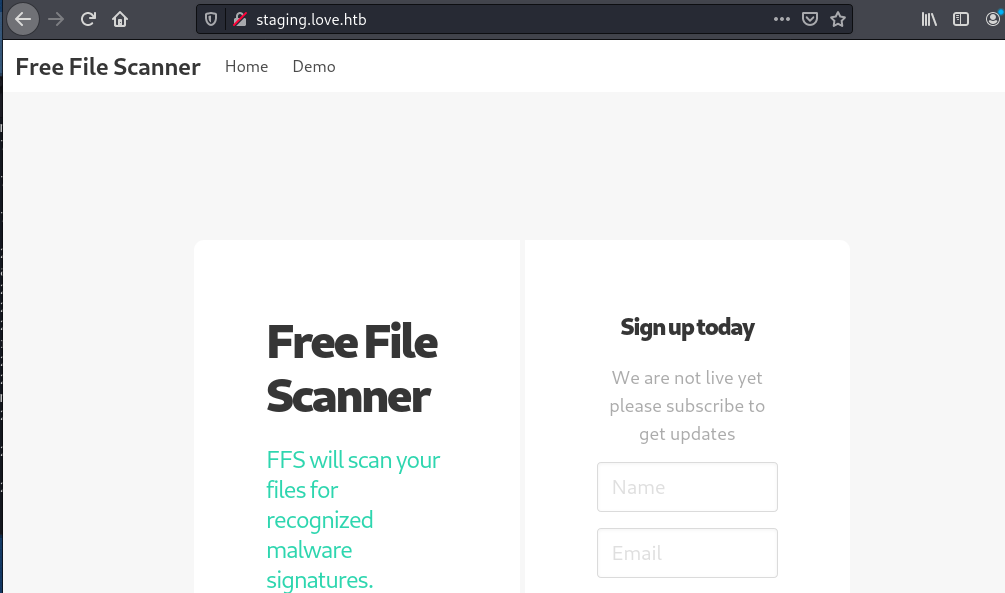 staging.love.htb
Free File Scanner Home Demo
Free File
Scanner
FFS will scan your
files for
recognized
malware
signatures.
Sign up today
We are not live yet
please subscribe to
get updates
Name
Email